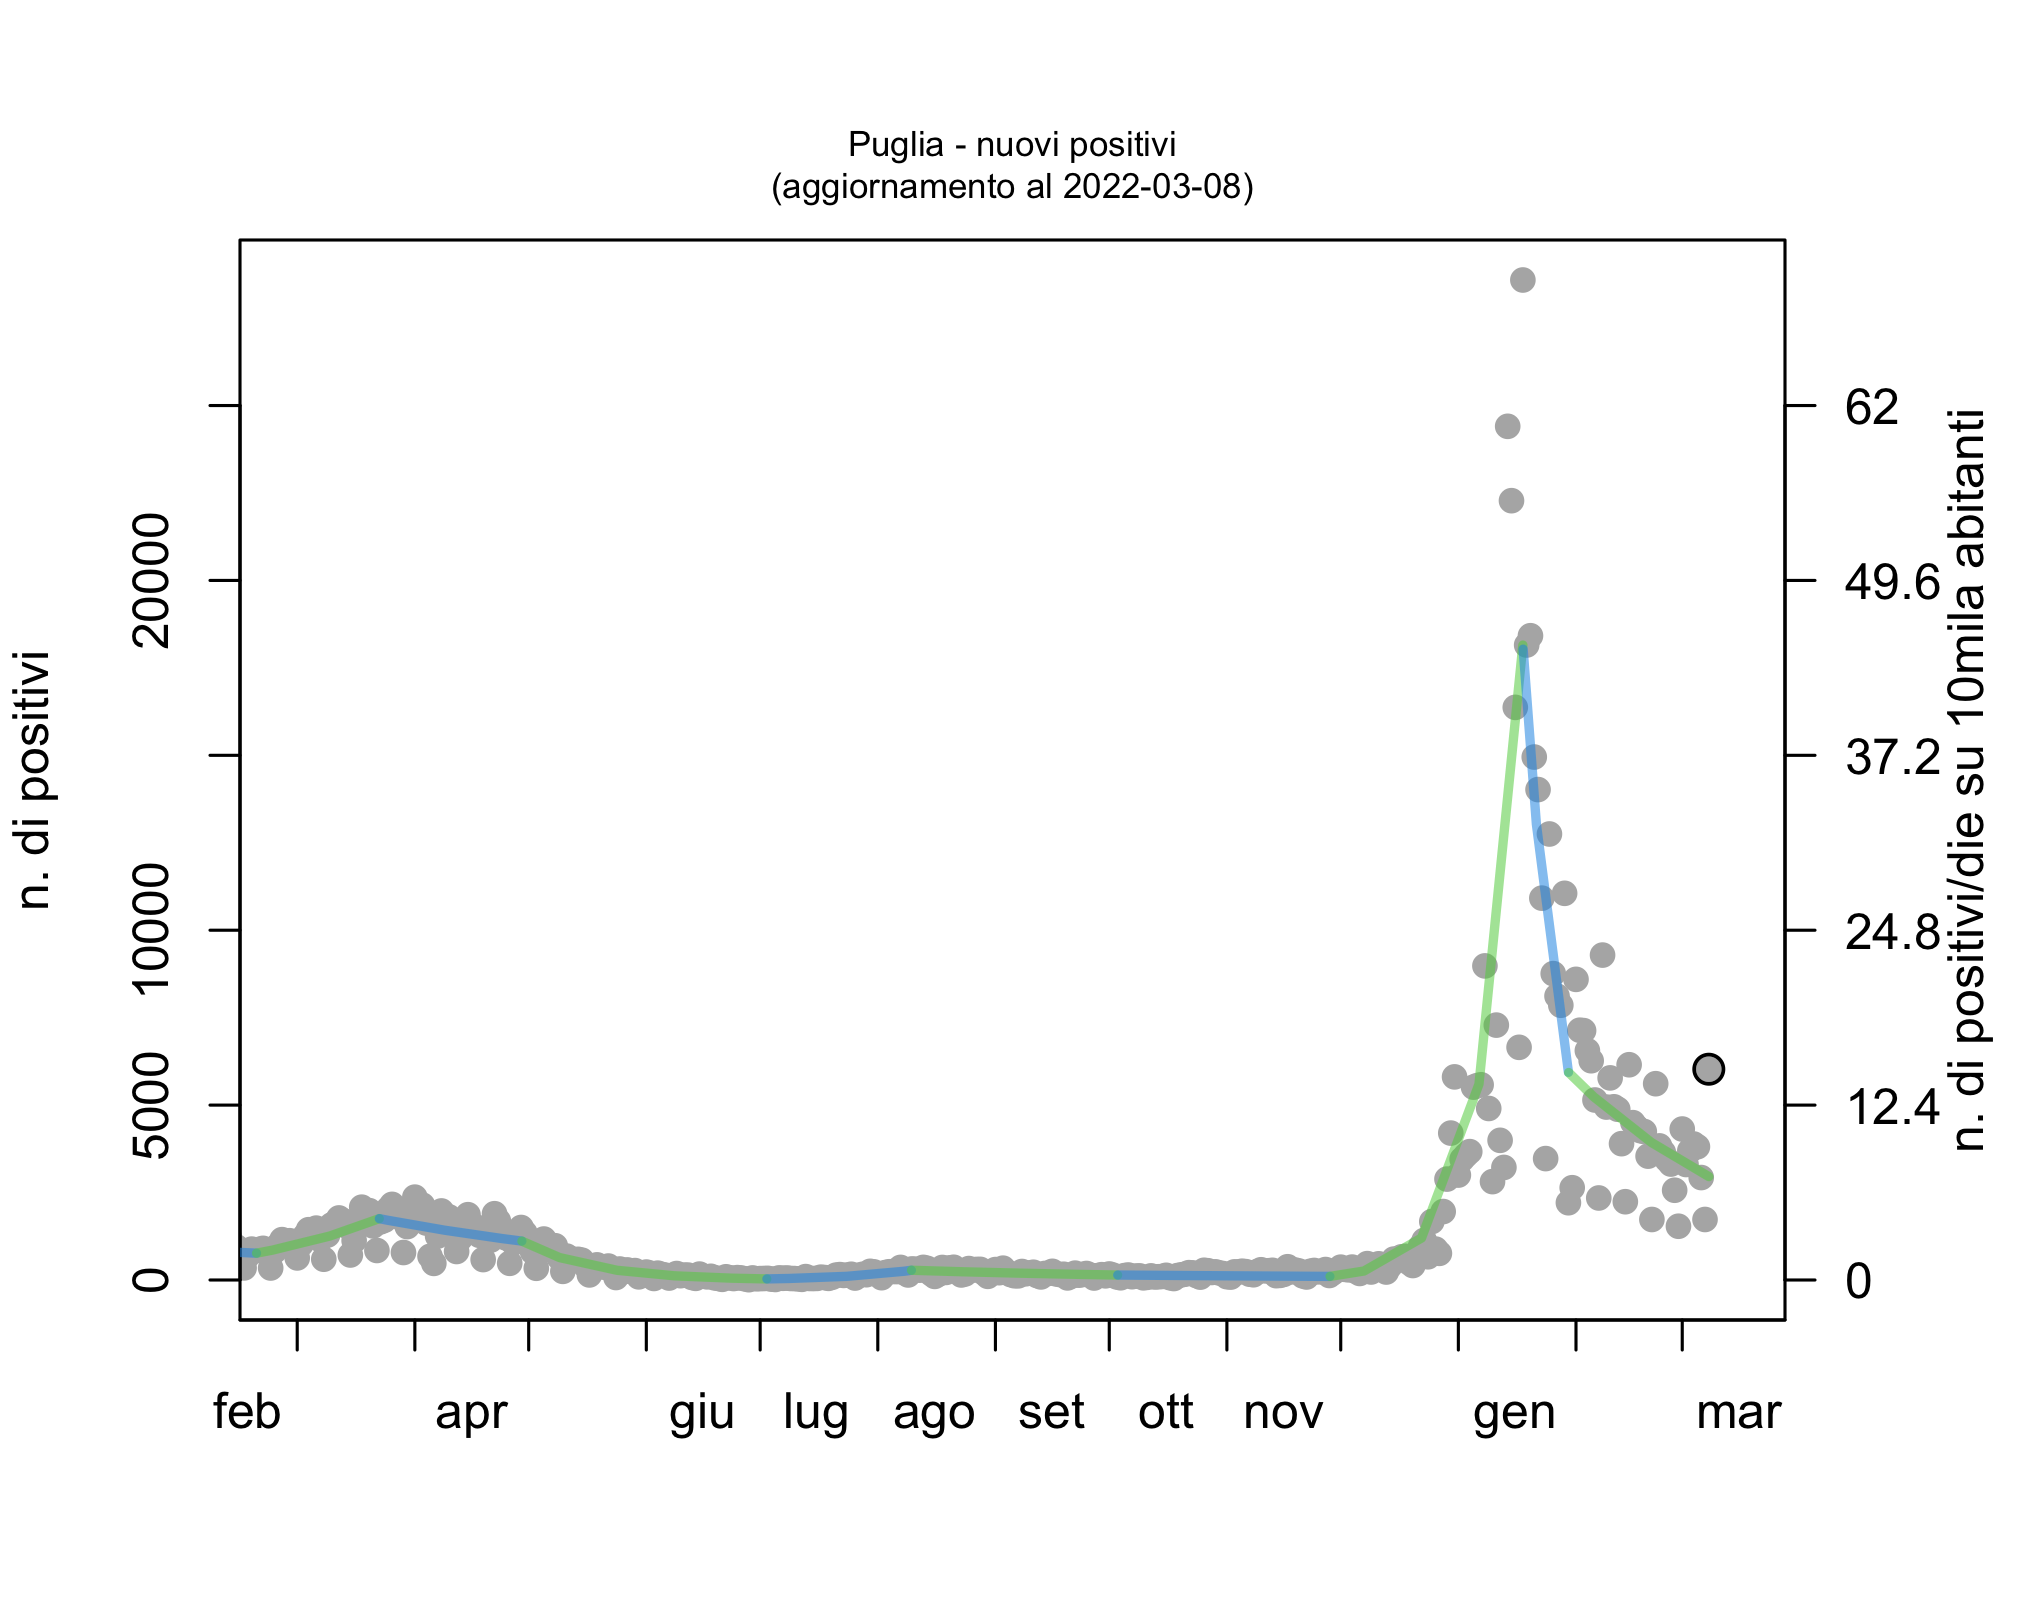 Puglia - nuovi positivi
(aggiornamento al 2022-03-08)
n. di positivi
20000
10000
5000
0
62
49.6
37.2
24.8
12.4
0
n. di positivi/die su 10mila abitanti
feb apr giu lug ago set ott nov gen mar